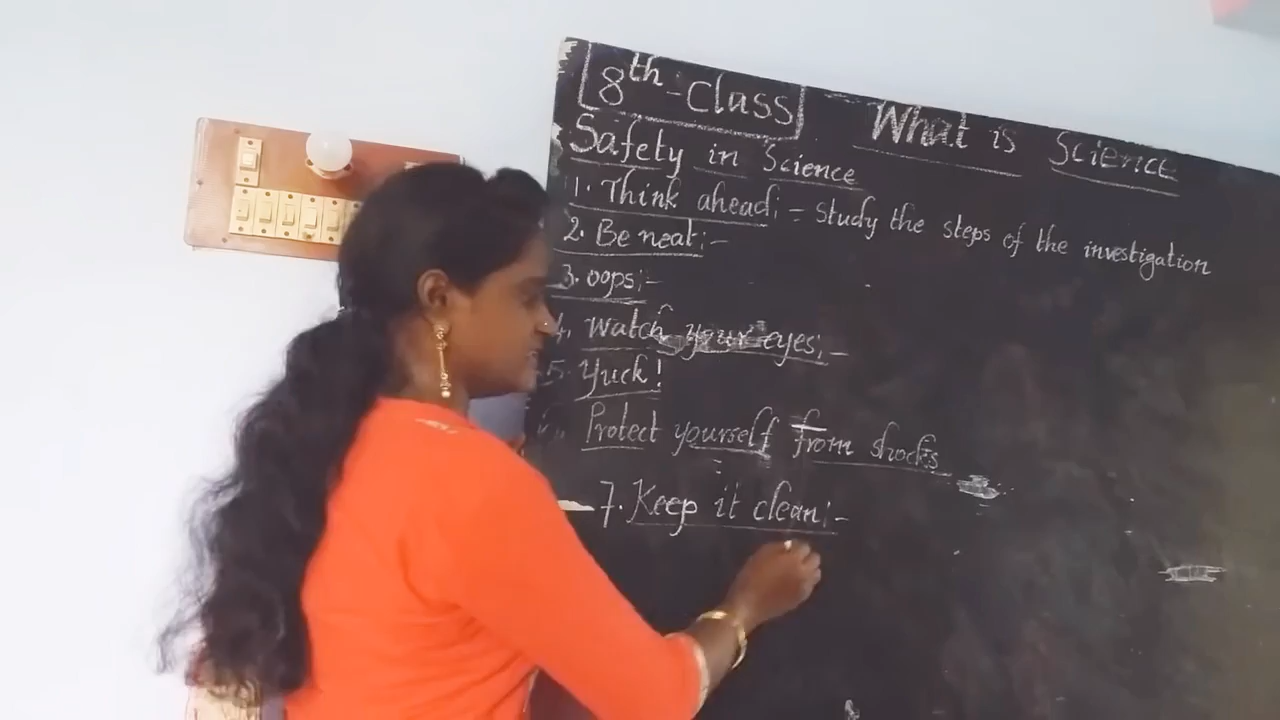 8th-Class
What is Science
Safety in Science
1. Think ahead; - Study the steps of the investigation
2. Be neat; -
3. oops; -
4. Watch your eyes; -
5. Yuck!
Protect yourself from shocks
7. Keep it clean; -